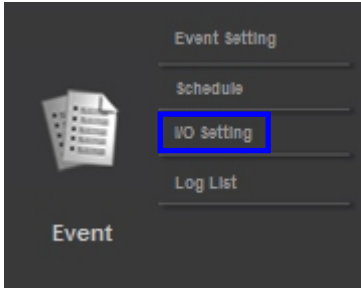 Event Setting
Schedule
I/O Setting
Log List
Event